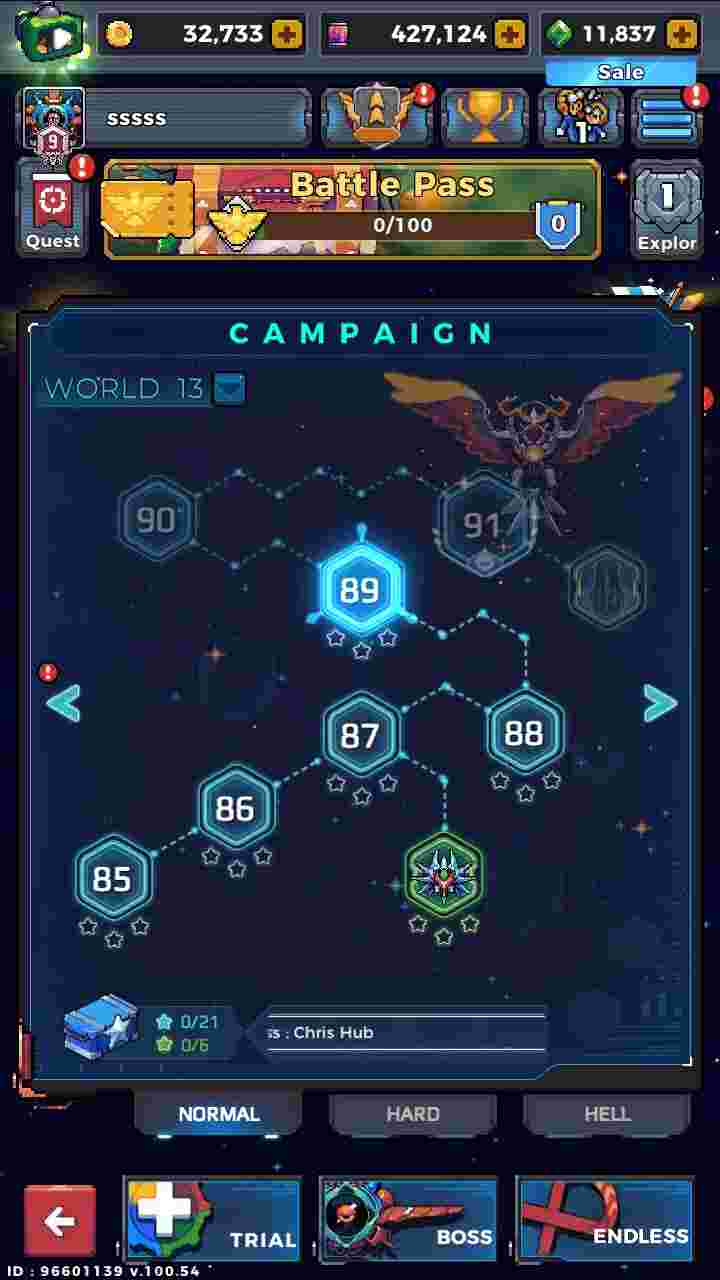 32,733
427,124
11,837
Sale
9
sssss
1
Quest
Battle Pass
0/100
0
1
Explor
CAMPAIGN
WORLD 13
90
91
89
87
88
86
85
0/21
0/6
ss : Chris Hub
NORMAL
HARD
HELL
TRIAL
BOSS
ENDLESS
ID : 96601139 v.100.54